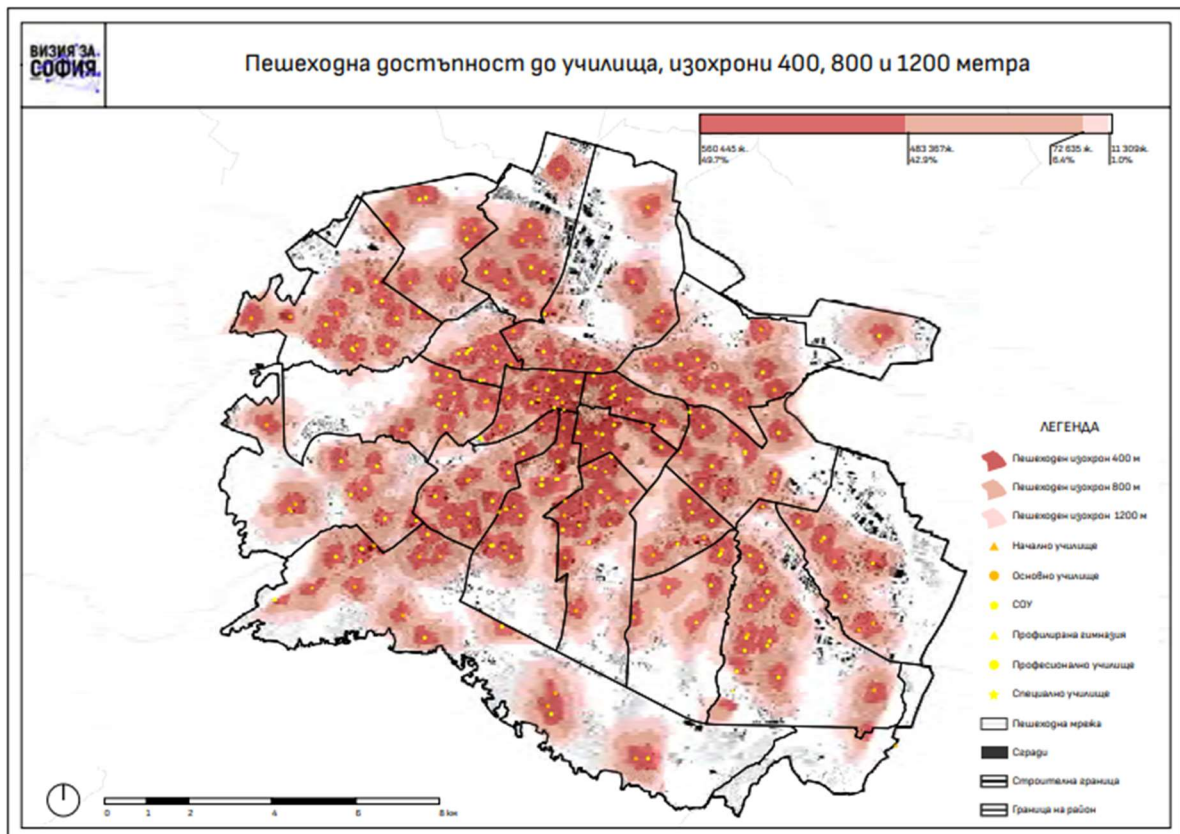 ВИЗИЯ ЗА
СОФИЯ
Пешеходна достъпност до училища, изохрони 400, 800 и 1200 метра
560 445 ж.
49.7%
483 367ж.
42.9%
72 635 ж.
6.4%
11 309ж.
1.0%
ЛЕГЕНДА
Пешеходен изохрон 400 м
Пешеходен изохрон 800 м
Пешеходен изохрон 1200 м
Начално училище
Основно училище
СОУ
Профилирана гимназия
Професионално училище
Специално училище
Пешеходна мрежа
Сгради
Строителна граница
Граница на район
0 1 2 4 6 8 km